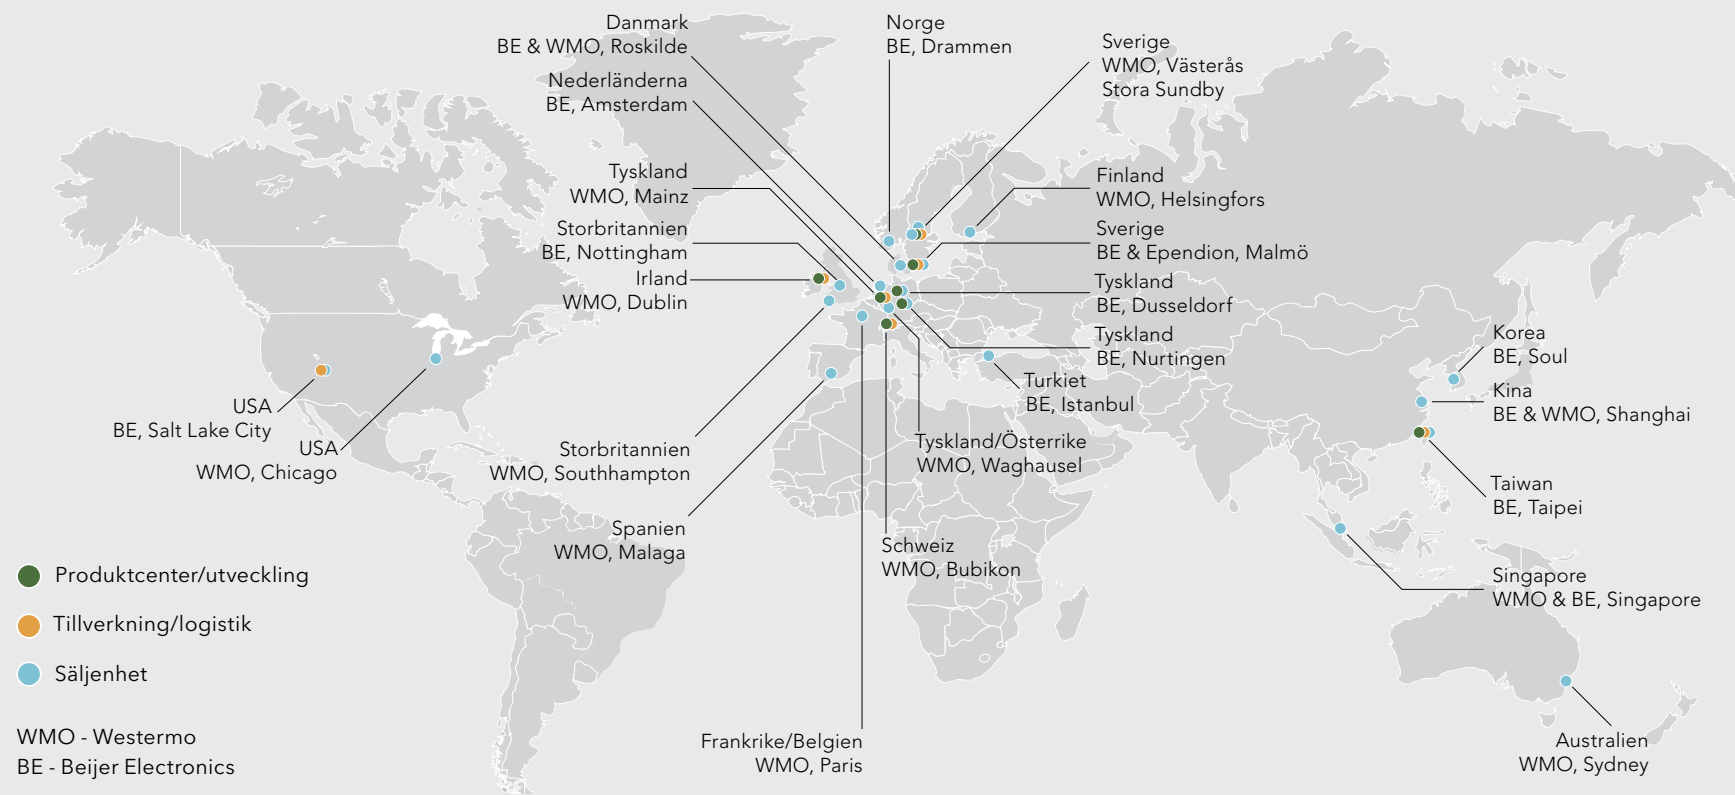 Danmark
BE & WMO, Roskilde
Nederländerna
BE, Amsterdam
Tyskland
WMO, Mainz
Storbritannien
BE, Nottingham
Irland
WMO, Dublin
Norge
BE, Drammen
Sverige
WMO, Västerås
Stora Sundby
Finland
WMO, Helsingfors
Sverige
BE & Ependion, Malmö
Tyskland
BE, Dusseldorf
Tyskland
BE, Nurtingen
Turkiet
BE, Istanbul
Korea
BE, Soul
Kina
BE & WMO, Shanghai
Taiwan
BE, Taipei
Singapore
WMO & BE, Singapore
Australien
WMO, Sydney
USA
BE, Salt Lake City
USA
WMO, Chicago
Storbritannien
WMO, Southhampton
Spanien
WMO, Malaga
Tyskland/Österrike
WMO, Waghausel
Schweiz
WMO, Bubikon
Frankrike/Belgien
WMO, Paris
Produktcenter/utveckling
Tillverkning/logistik
Säljenhet
WMO - Westermo
BE - Beijer Electronics